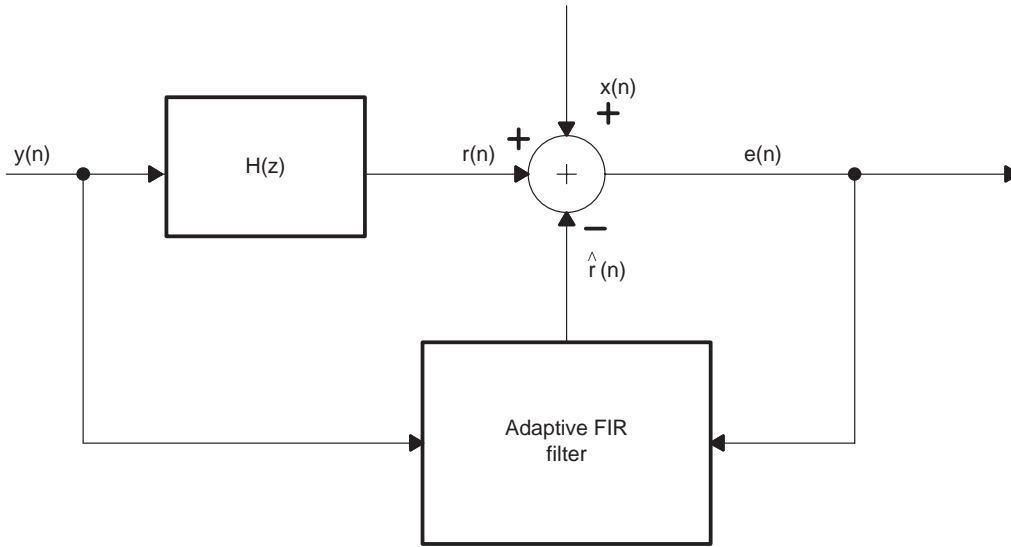 x(n)
+
+
y(n)
H(z)
r(n)
+
e(n)
−
r̂(n)
Adaptive FIR
filter